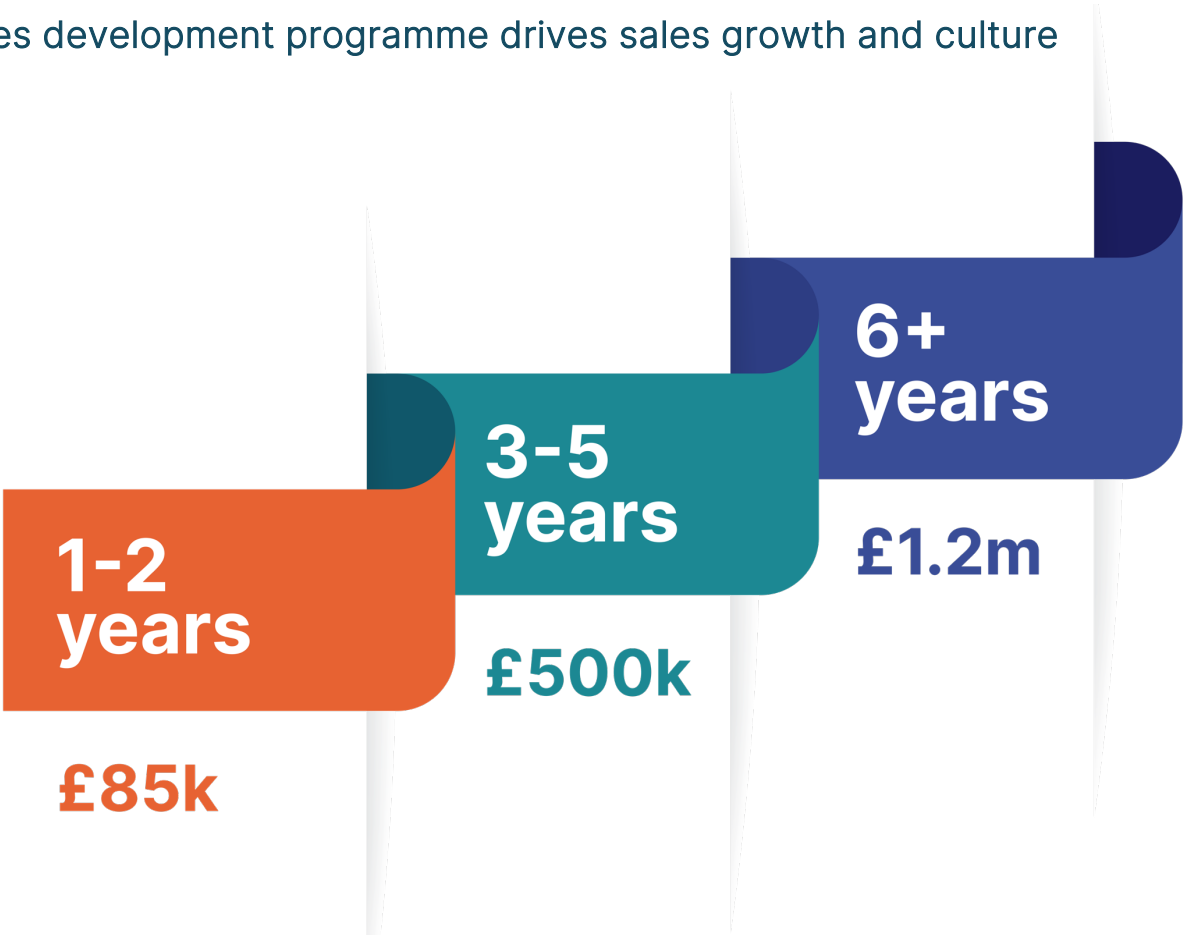 development programme drives sales growth and culture
6+
years
3-5
years
£1.2m
1-2
years
£500k
£85k